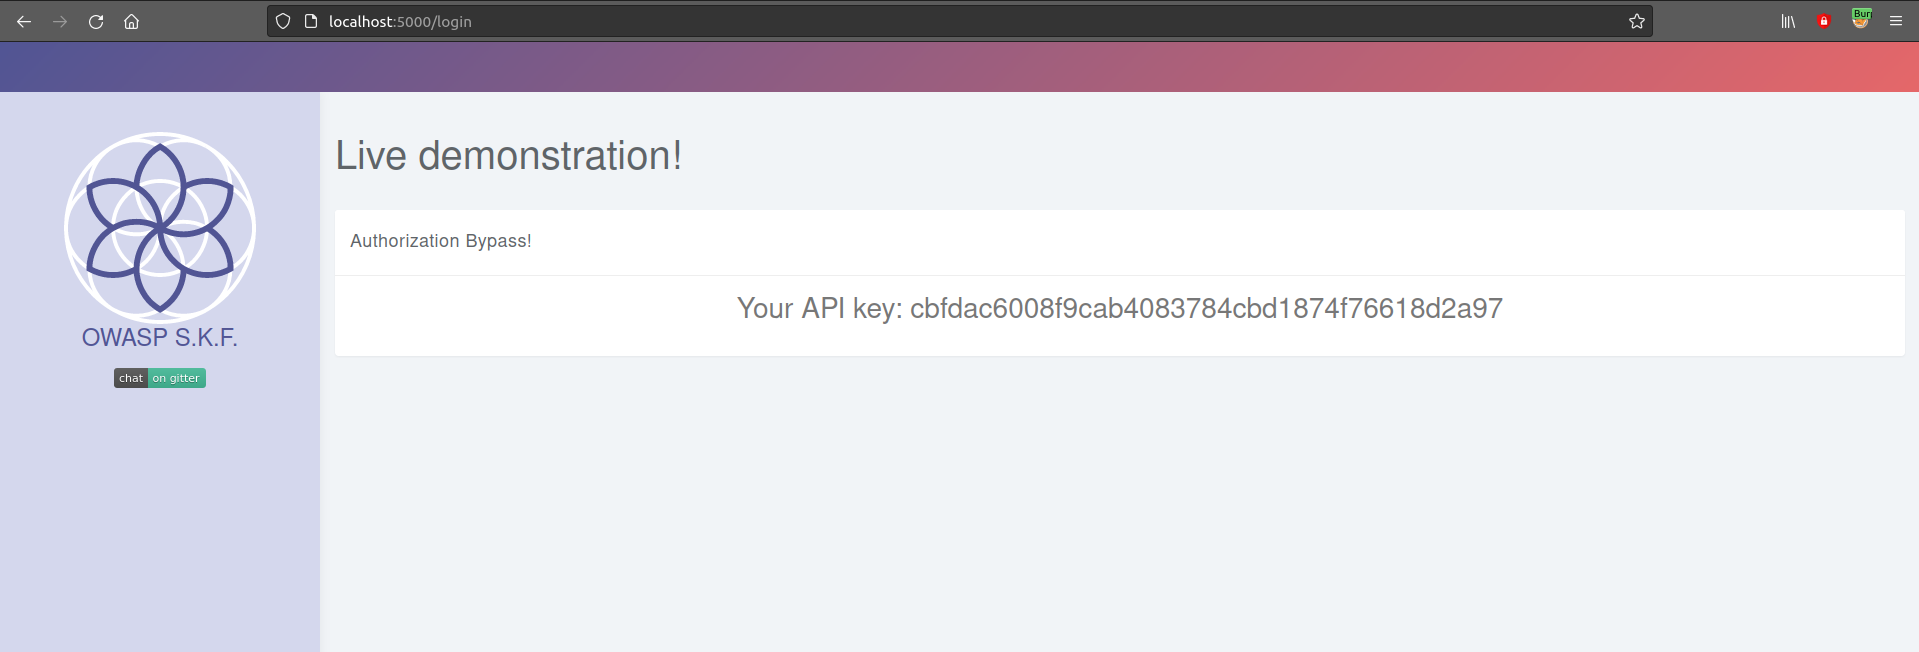 localhost:5000/login
Bur
Live demonstration!
Authorization Bypass!
Your API key: cbfdac6008f9cab4083784cbd1874f76618d2a97
OWASP S.K.F.
chat on gitter